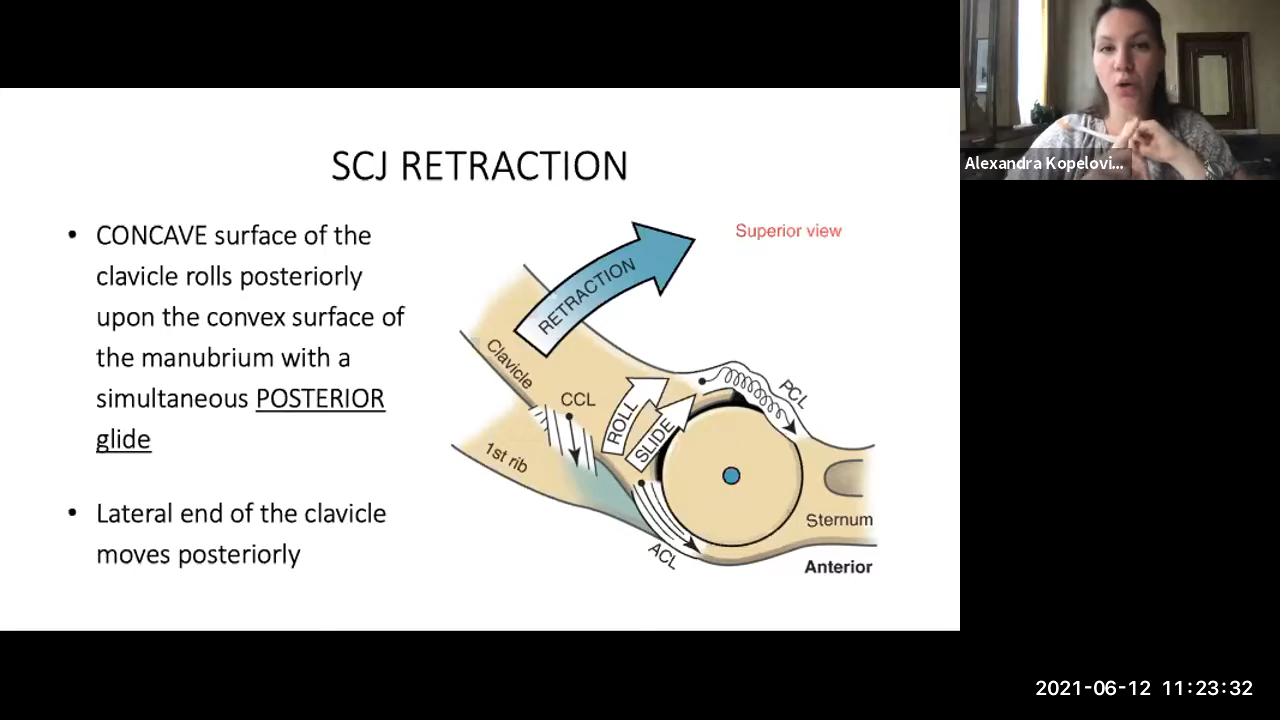 SCJ RETRACTION
• CONCAVE surface of the
clavicle rolls posteriorly
upon the convex surface of
the manubrium with a
simultaneous POSTERIOR
glide
• Lateral end of the clavicle
moves posteriorly
Superior view
RETRACTION
Clavicle
CCL
ROLL
SLIDE
PCL
1st rib
ACL
Sternum
Anterior
Alexandra Kopelovi...
2021-06-12 11:23:32